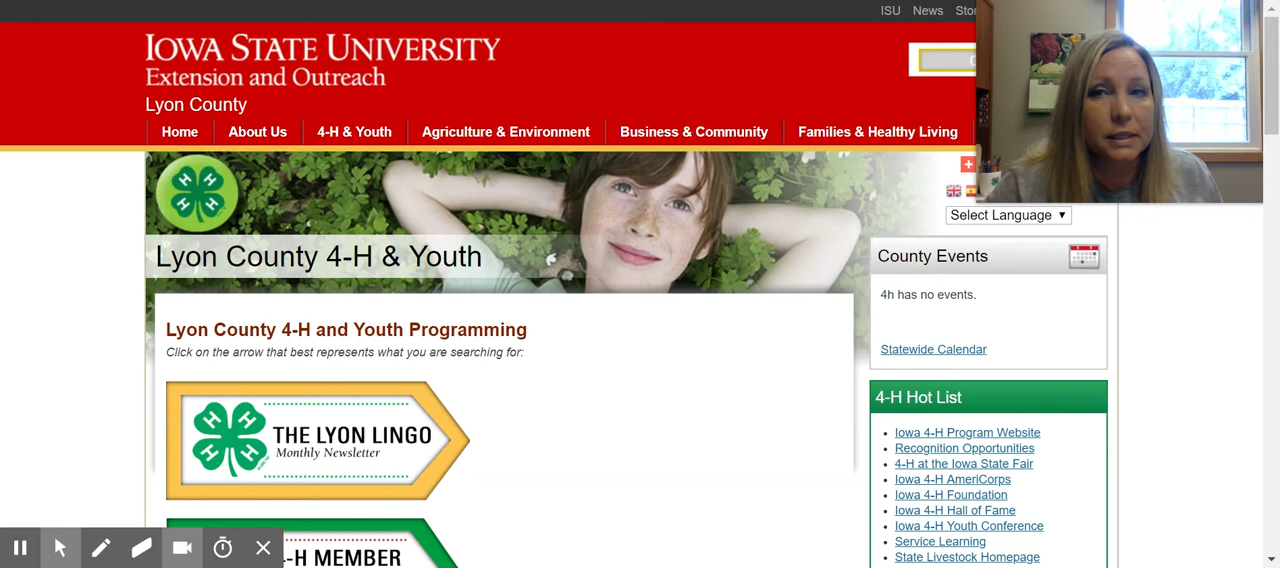 ISU News
IOWA STATE UNIVERSITY
Extension and Outreach
Lyon County
Home About Us 4-H & Youth Agriculture & Environment Business & Community Families & Healthy Living
H H H H
Select Language ▼
Lyon County 4-H & Youth
County Events
4h has no events.
Statewide Calendar
Lyon County 4-H and Youth Programming
Click on the arrow that best represents what you are searching for:
H H H H
THE LYON LINGO
Monthly Newsletter
-H MEMBER
4-H Hot List
• Iowa 4-H Program Website
• Recognition Opportunities
• 4-H at the Iowa State Fair
• Iowa 4-H AmeriCorps
• Iowa 4-H Foundation
• Iowa 4-H Hall of Fame
• Iowa 4-H Youth Conference
• Service Learning
• State Livestock Homepage